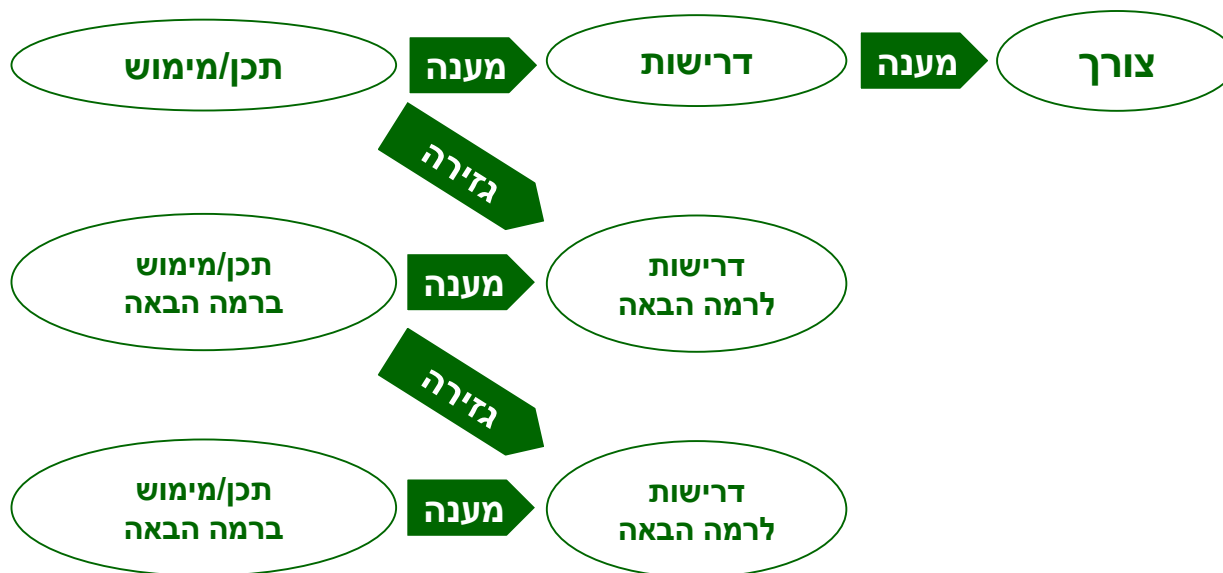 צורך
מענה
דרישות
מענה
תכן/מימוש
גזירה
דרישות
לרמה הבאה
מענה
תכן/מימוש
ברמה הבאה
גזירה
דרישות
לרמה הבאה
מענה
תכן/מימוש
ברמה הבאה